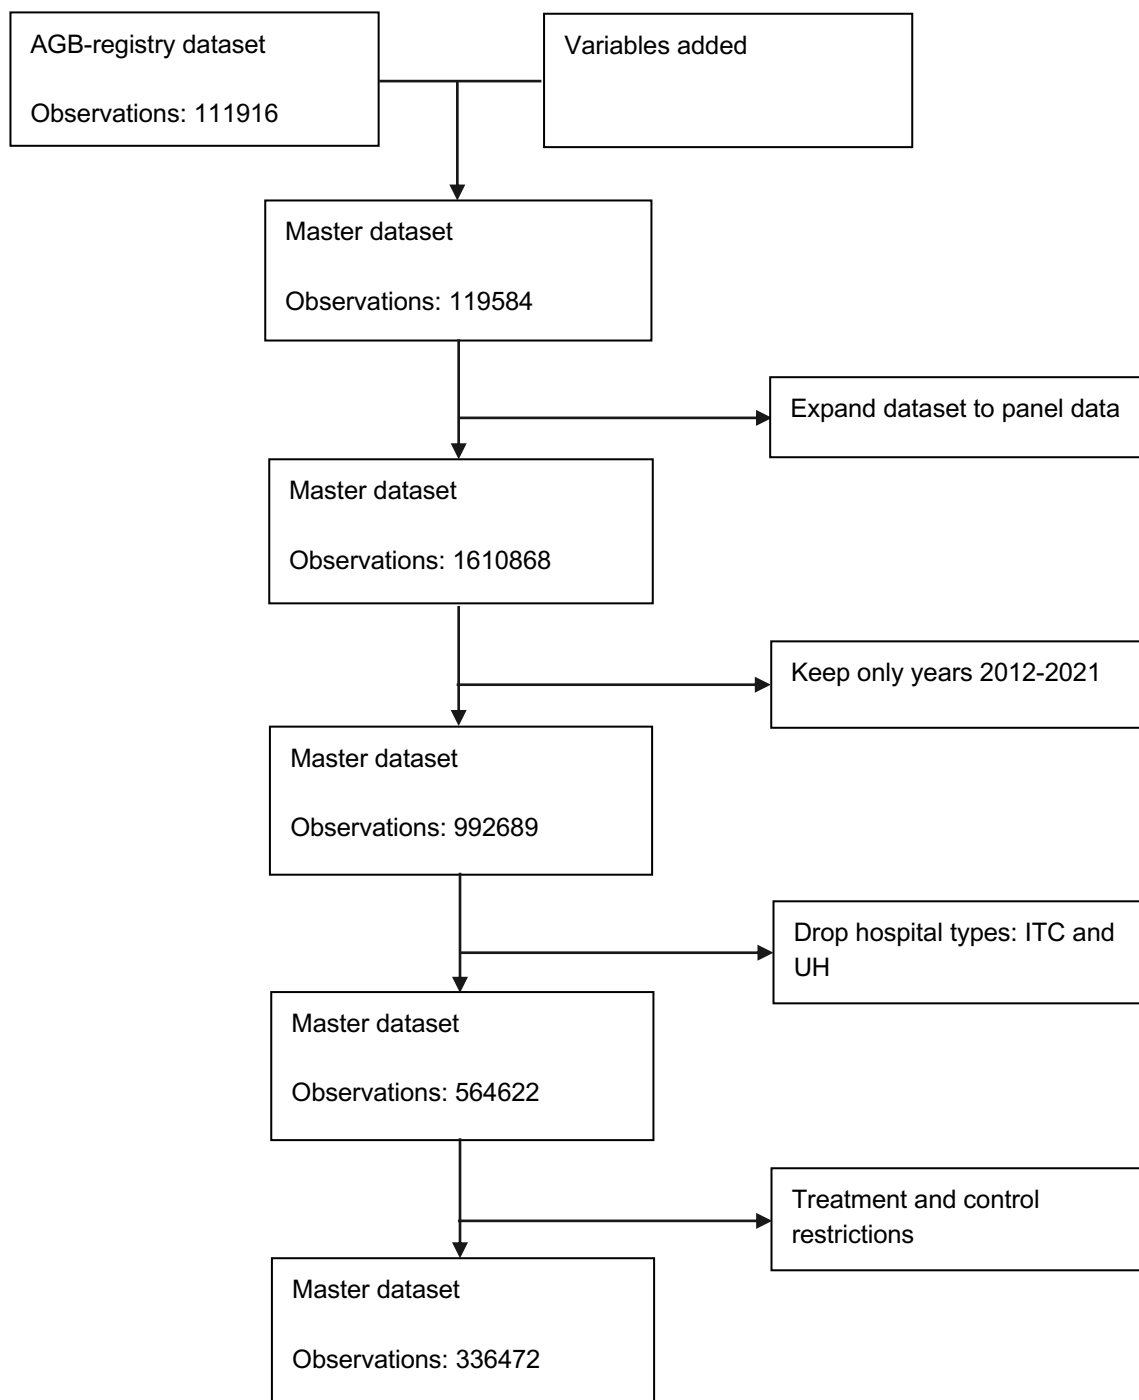 AGB-registry dataset
Observations: 111916
Variables added
Master dataset
Observations: 119584
Expand dataset to panel data
Master dataset
Observations: 1610868
Keep only years 2012-2021
Master dataset
Observations: 992689
Drop hospital types: ITC and
UH
Master dataset
Observations: 564622
Treatment and control
restrictions
Master dataset
Observations: 336472